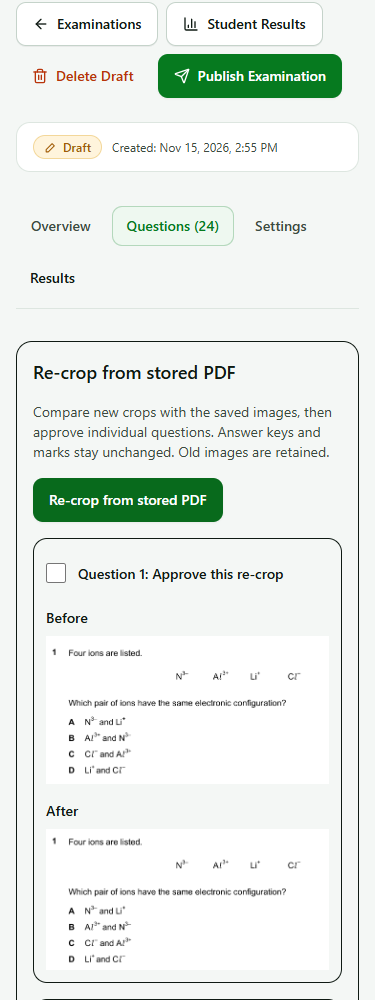 Examinations
Student Results
Delete Draft
Publish Examination
Draft
Created: Nov 15, 2026, 2:55 PM
Overview
Questions (24)
Settings
Results
Re-crop from stored PDF
Compare new crops with the saved images, then
approve individual questions. Answer keys and
marks stay unchanged. Old images are retained.
Re-crop from stored PDF
Question 1: Approve this re-crop
Before
1 Four ions are listed.
N³⁻ Al³⁺ Li⁺ Cl⁻
Which pair of ions have the same electronic configuration?
A N³⁻ and Li⁺
B Al³⁺ and N³⁻
C Cl⁻ and Al³⁺
D Li⁺ and Cl⁻
After
1 Four ions are listed.
N³⁻ Al³⁺ Li⁺ Cl⁻
Which pair of ions have the same electronic configuration?
A N³⁻ and Li⁺
B Al³⁺ and N³⁻
C Cl⁻ and Al³⁺
D Li⁺ and Cl⁻